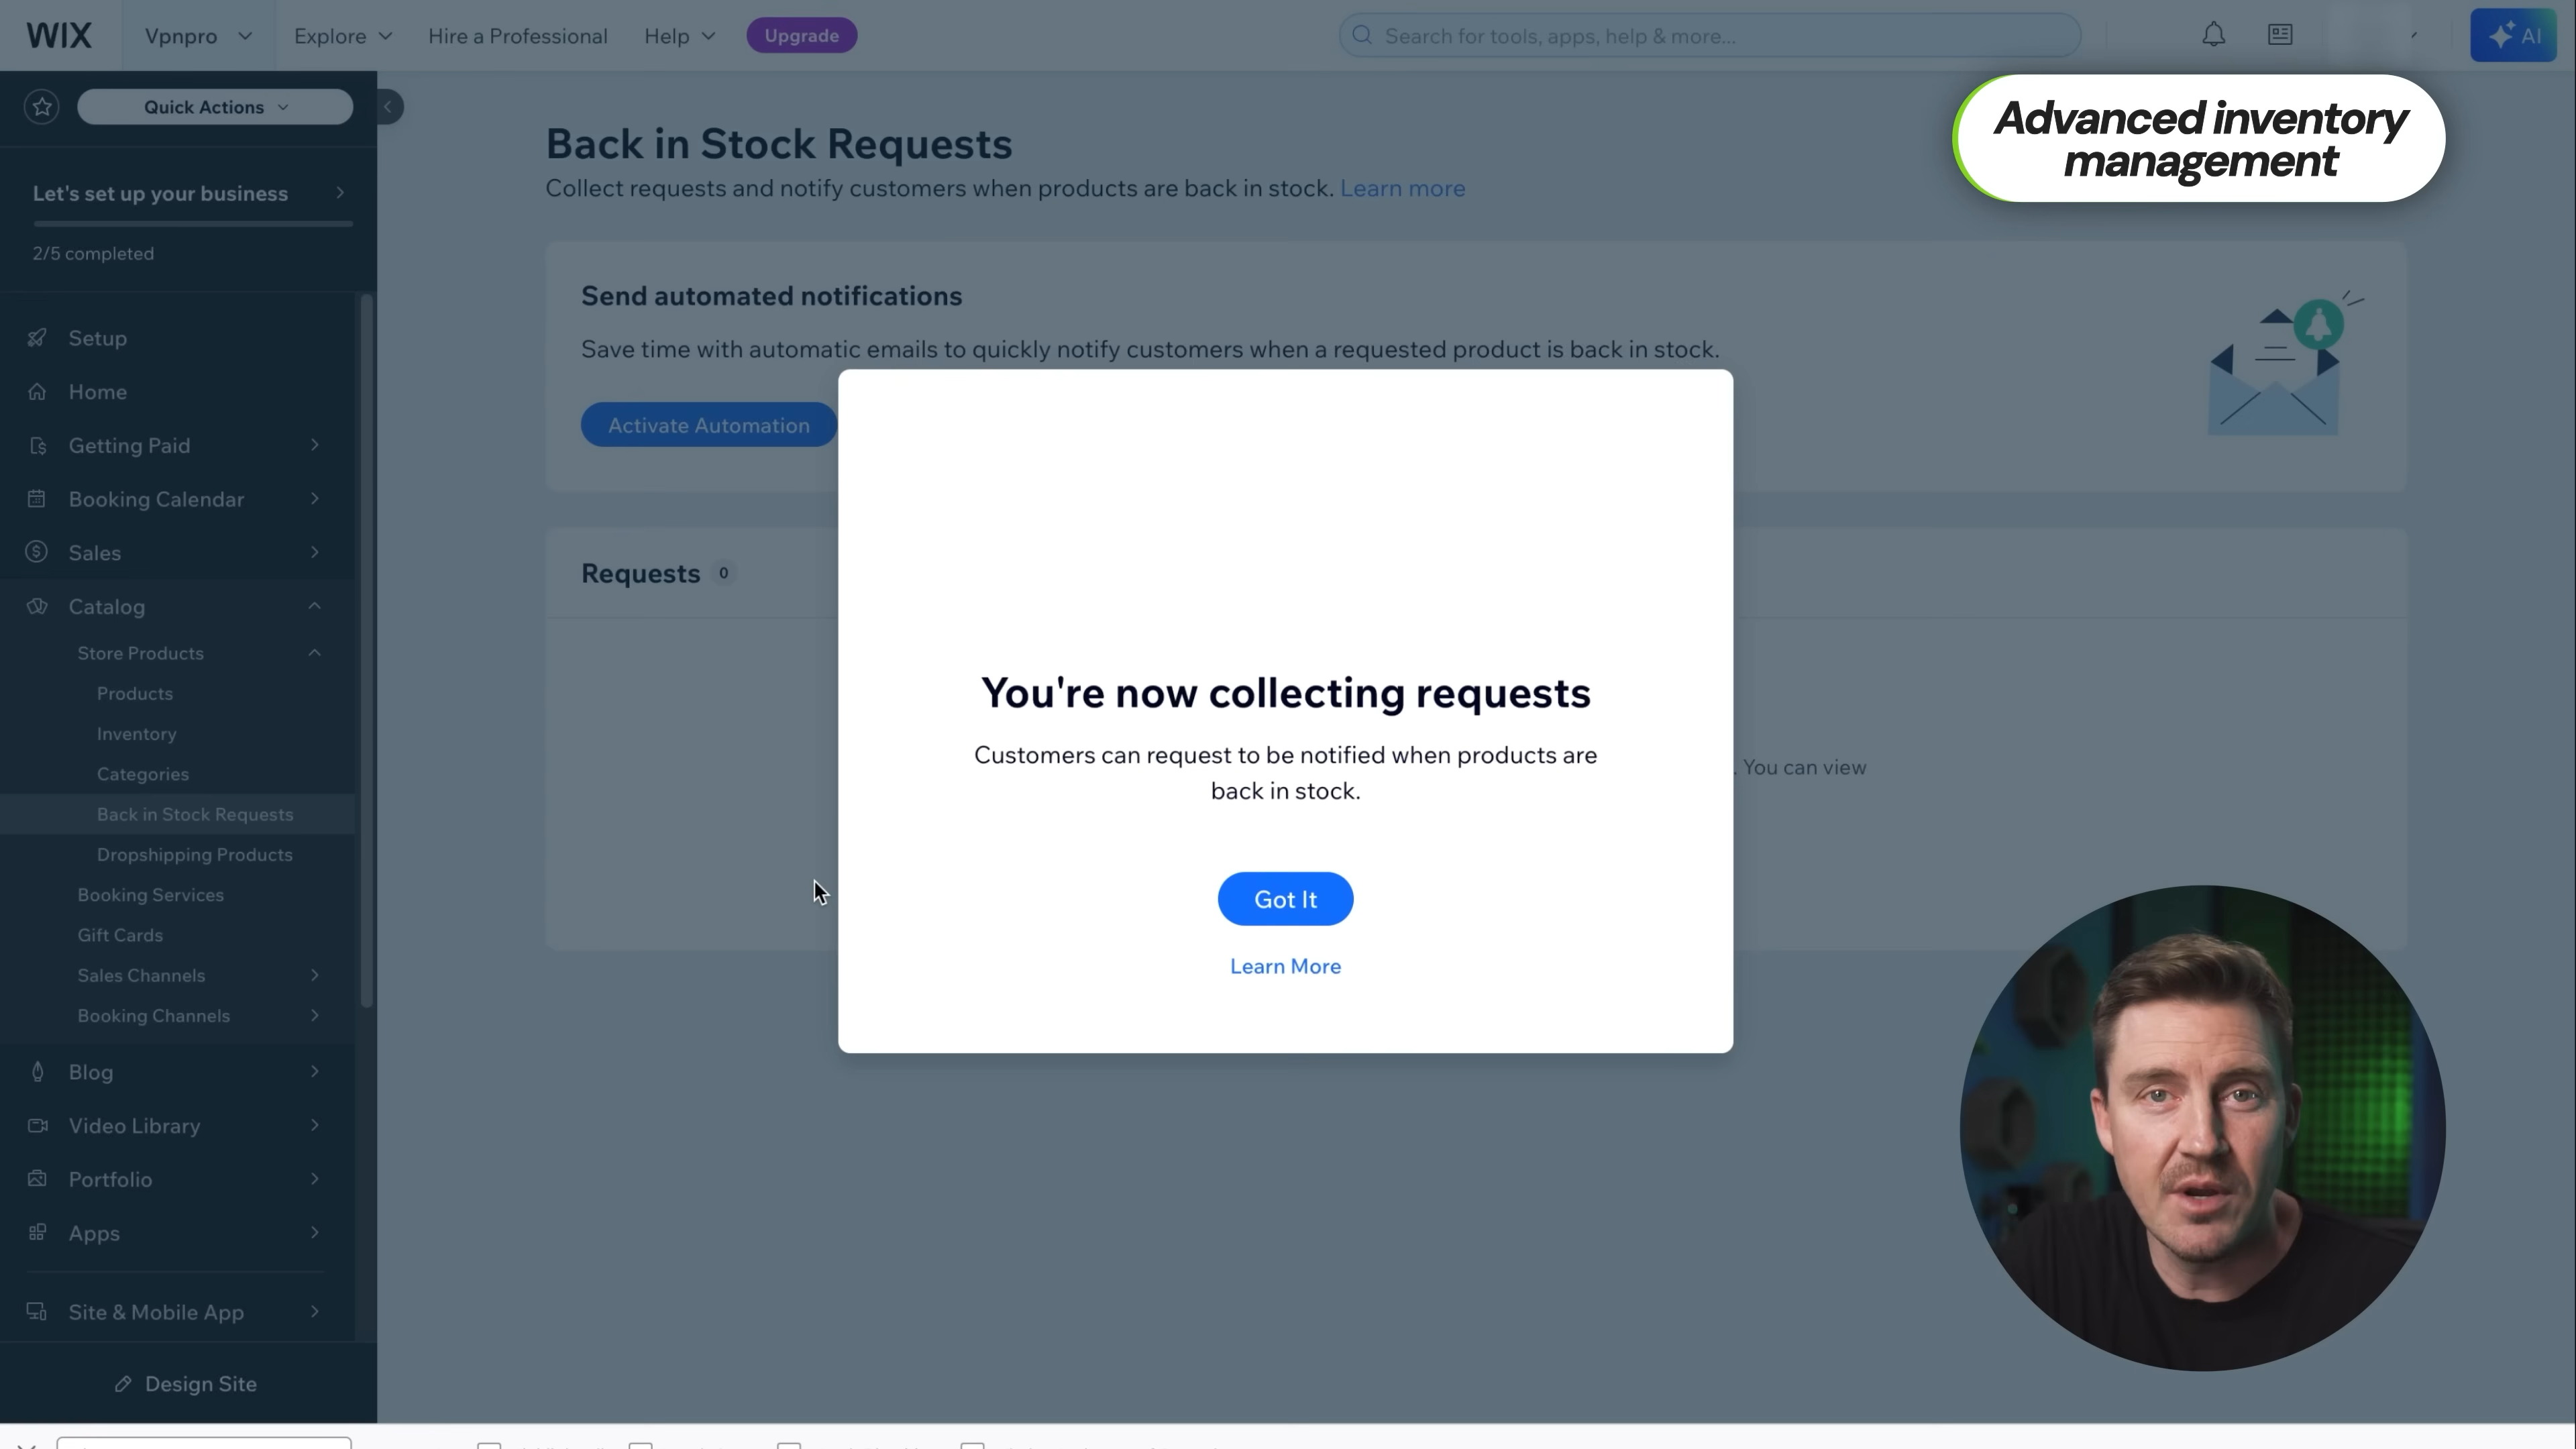 WIX
Vpnpro
Explore
Hire a Professional
Help
Upgrade
Search for tools, apps, help & more...
AI
Quick Actions
Let's set up your business
2/5 completed
Setup
Home
Getting Paid
Booking Calendar
Sales
Catalog
Store Products
Products
Inventory
Categories
Back in Stock Requests
Dropshipping Products
Booking Services
Gift Cards
Sales Channels
Booking Channels
Blog
Video Library
Portfolio
Apps
Site & Mobile App
Design Site
Back in Stock Requests
Collect requests and notify customers when products are back in stock. Learn more
Advanced inventory
management
Send automated notifications
Save time with automatic emails to quickly notify customers when a requested product is back in stock.
Activate Automation
Requests 0
. You can view
You're now collecting requests
Customers can request to be notified when products are
back in stock.
Got It
Learn More